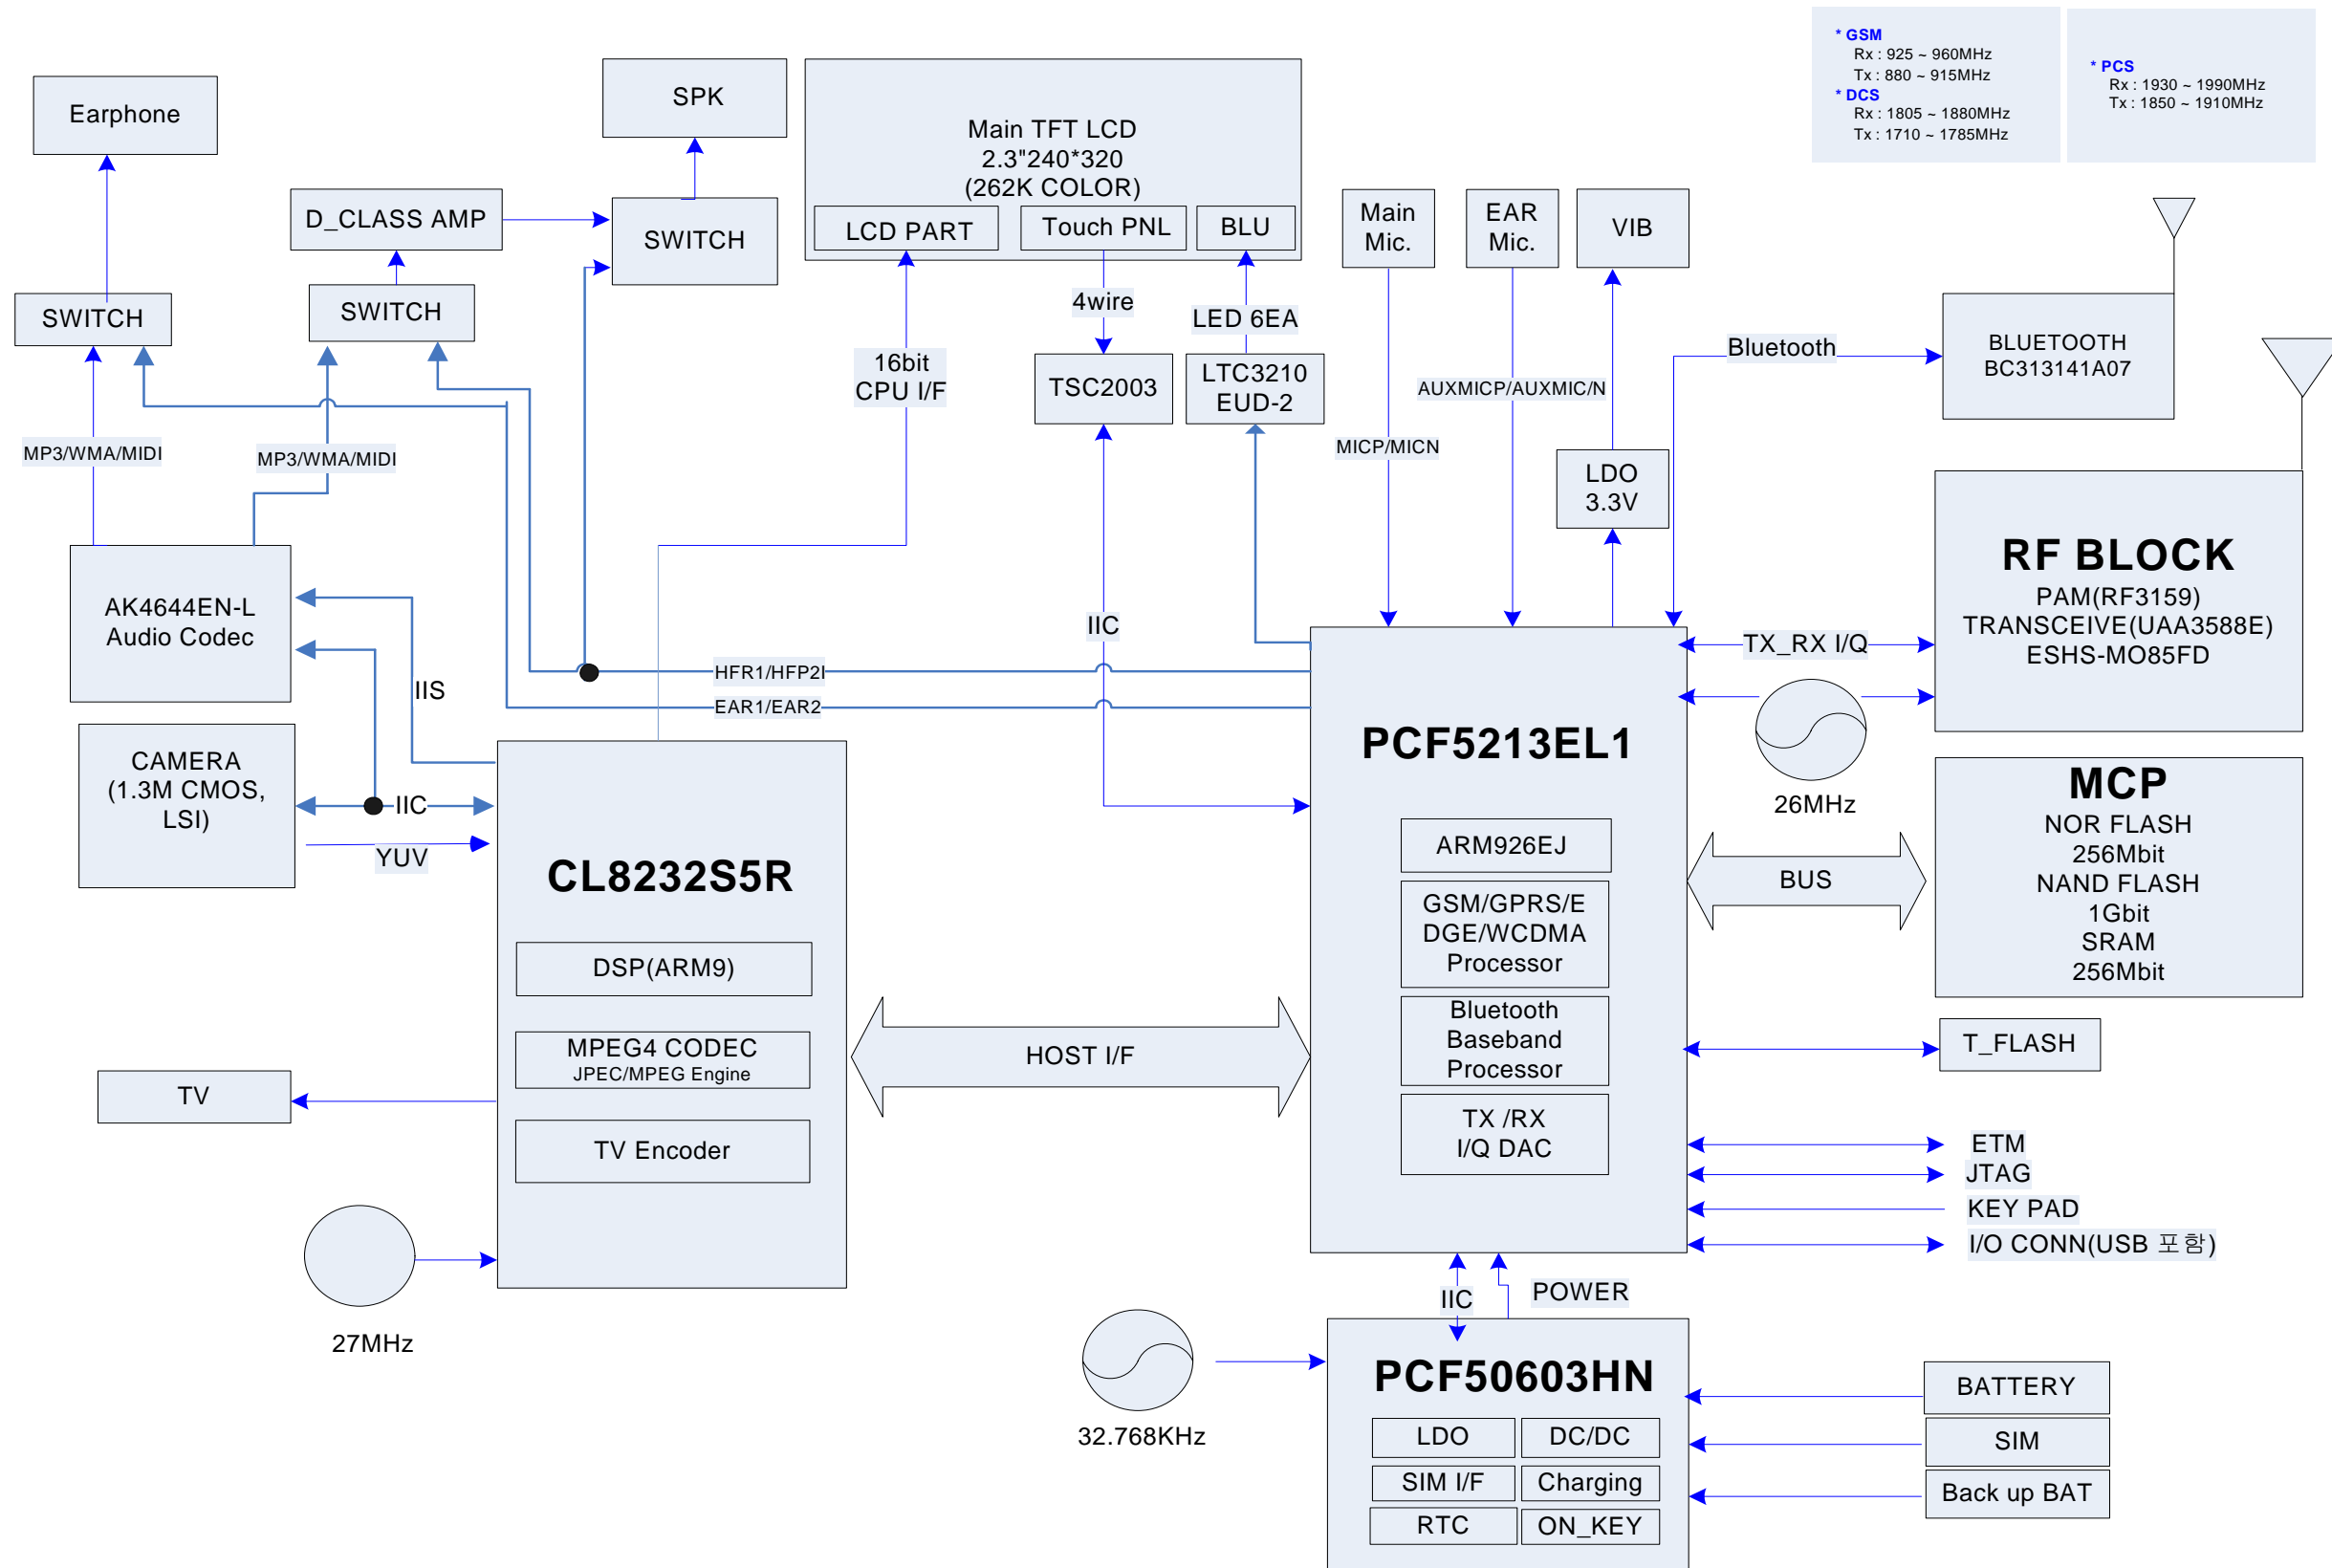 * GSM
Rx : 925 ~ 960MHz
Tx : 880 ~ 915MHz
* DCS
Rx : 1805 ~ 1880MHz
Tx : 1710 ~ 1785MHz
* PCS
Rx : 1930 ~ 1990MHz
Tx : 1850 ~ 1910MHz
Earphone
SPK
Main TFT LCD
2.3"240*320
(262K COLOR)
LCD PART
Touch PNL
BLU
D_CLASS AMP
SWITCH
Main
Mic.
EAR
Mic.
VIB
SWITCH
SWITCH
4wire
LED 6EA
16bit
CPU I/F
TSC2003
LTC3210
EUD-2
AUXMICP/AUXMIC/N
MICP/MICN
Bluetooth
BLUETOOTH
BC313141A07
MP3/WMA/MIDI
MP3/WMA/MIDI
LDO
3.3V
AK4644EN-L
Audio Codec
IIS
IIC
HFR1/HFP2I
EAR1/EAR2
TX_RX I/Q
RF BLOCK
PAM(RF3159)
TRANSCEIVE(UAA3588E)
ESHS-MO85FD
26MHz
CAMERA
(1.3M CMOS,
LSI)
IIC
YUV
CL8232S5R
DSP(ARM9)
MPEG4 CODEC
JPEC/MPEG Engine
TV Encoder
TV
27MHz
HOST I/F
PCF5213EL1
ARM926EJ
GSM/GPRS/E
DGE/WCDMA
Processor
Bluetooth
Baseband
Processor
TX /RX
I/Q DAC
BUS
MCP
NOR FLASH
256Mbit
NAND FLASH
1Gbit
SRAM
256Mbit
T_FLASH
ETM
JTAG
KEY PAD
I/O CONN(USB 포함)
IIC
POWER
32.768KHz
PCF50603HN
LDO
DC/DC
SIM I/F
Charging
RTC
ON_KEY
BATTERY
SIM
Back up BAT